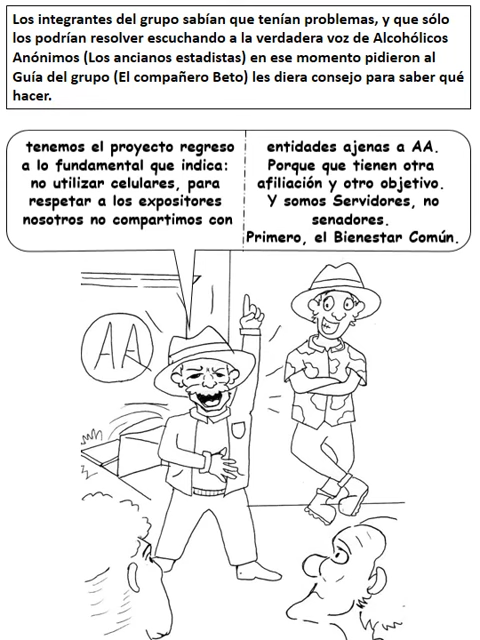 Los integrantes del grupo sabían que tenían problemas, y que sólo
los podrían resolver escuchando a la verdadera voz de Alcohólicos
Anónimos (Los ancianos estadistas) en ese momento pidieron al
Guía del grupo (El compañero Beto) les diera consejo para saber qué
hacer.
tenemos el proyecto regreso
a lo fundamental que indica:
no utilizar celulares, para
respetar a los expositores
nosotros no compartimos con
entidades ajenas a AA.
Porque que tienen otra
afiliación y otro objetivo.
Y somos Servidores, no
senadores.
Primero, el Bienestar Común.
AA